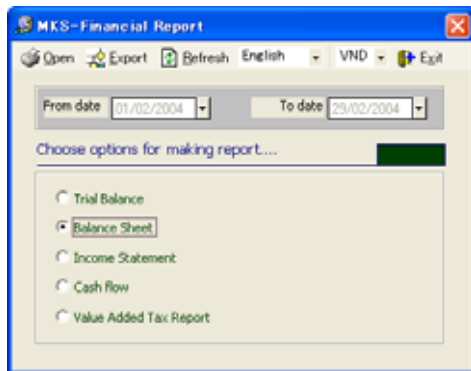 MKS-Financial Report
Open Export Refresh English VND Exit
From date 01/02/2004 To date 29/02/2004
Choose options for making report....
Trial Balance
Balance Sheet
Income Statement
Cash flow
Value Added Tax Report